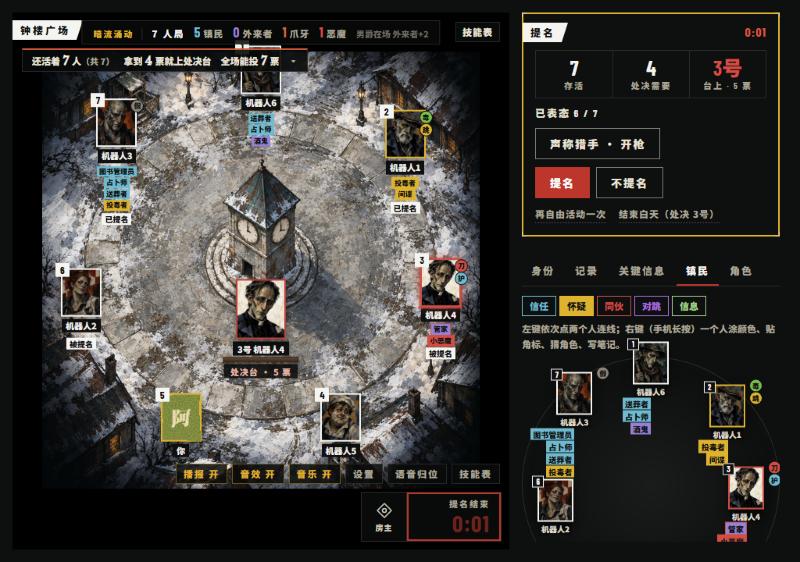 钟楼广场
暗流涌动 7 人局 5 镇民 0 外来者 1 爪牙 1 恶魔 男爵在场 外来者+2
技能表
还活着 7 人 (共 7) 拿到 4 票就上处决台 全场能投 7 票
机器人6
送葬者
占卜师
酒鬼
7
机器人3
图书管理员
占卜师
送葬者
投毒者
已提名
2
毒
机器人1
投毒者
间谍
已提名
6
机器人2
被提名
3
刀
护
机器人4
管家
小恶魔
被提名
3号 机器人4
处决台 · 5 票
5
阿
你
4
机器人5
播报 开
音效 开
音乐 开
设置
语音归位
技能表
房主
提名结束
0:01
提名
0:01
7
存活
4
处决需要
3号
台上 · 5 票
已表态 6 / 7
声称猎手 · 开枪
提名
不提名
再自由活动一次
结束白天（处决 3号）
身份
记录
关键信息
镇民
角色
信任
怀疑
同伙
对跳
信息
左键依次点两个人连线；右键（手机长按）一个人涂颜色、贴
角标、猜角色、写笔记。
1
机器人6
送葬者
占卜师
酒鬼
7
机器人3
图书管理员
占卜师
送葬者
投毒者
2
机器人1
投毒者
间谍
6
机器人2
3
刀
护
机器人4
管家
小恶魔